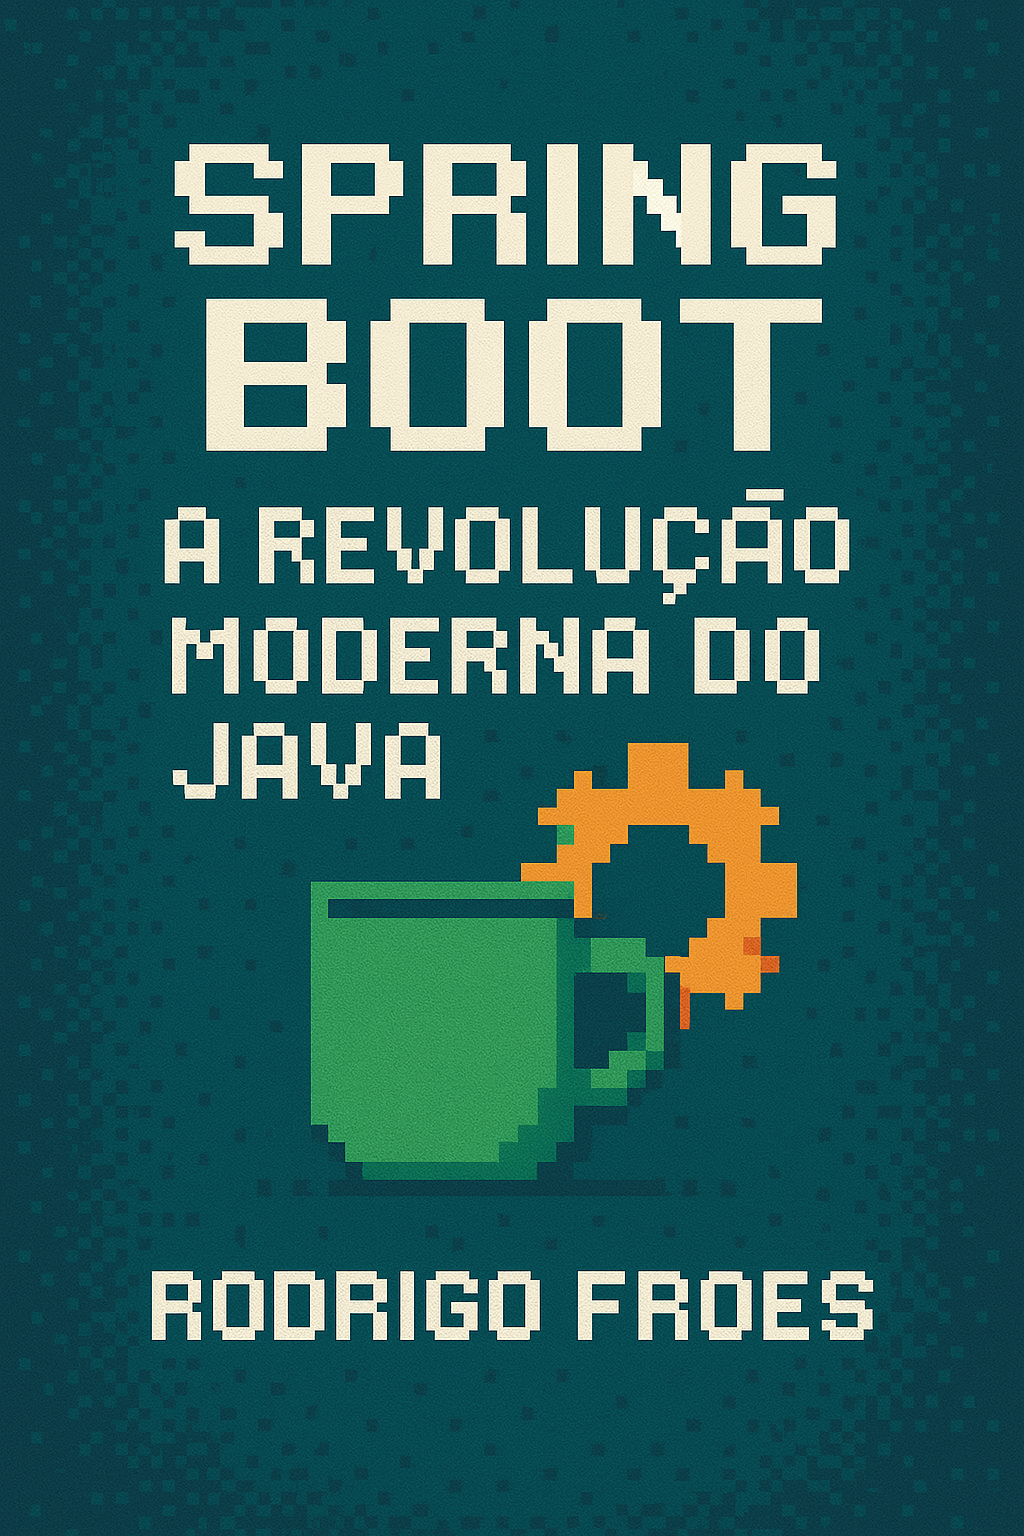 SPRING
BOOT
A REVOLUÇÃO
MODERNA DO
JAVA
RODRIGO FROES